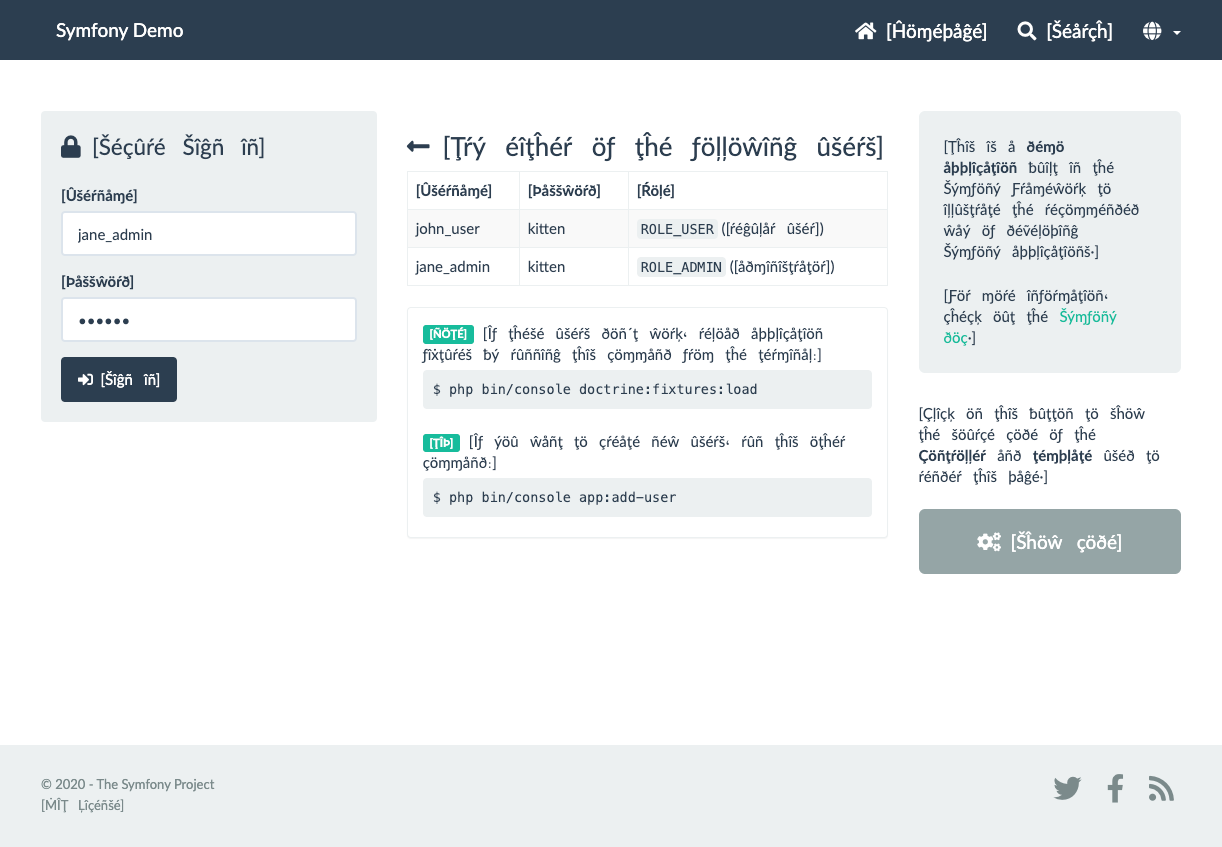 Symfony Demo
[Ĥöɱéþåĝé]
[Šéåŕçĥ]
[Šéçûŕé Šîĝñ îñ]
[Ûšéŕñåɱé]
jane_admin
[Þåššŵöŕð]
••••••
[Šîĝñ îñ]
[Ţŕý éîţĥéŕ öƒ ţĥé ƒöļļöŵîñĝ ûšéŕš]
[Ûšéŕñåɱé] [Þåššŵöŕð] [Ŕöļé]
john_user kitten ROLE_USER ([ŕéĝûļåŕ ûšéŕ])
jane_admin kitten ROLE_ADMIN ([åðɱîñîšţŕåţöŕ])
[ÑÖŢÉ] [Îƒ ţĥéšé ûšéŕš ðöñ´ţ ŵöŕķ، ŕéļöåð åþþļîçåţîöñ
ƒîẋţûŕéš ƀý ŕûññîñĝ ţĥîš çöɱɱåñð ƒŕöɱ ţĥé ţéŕɱîñåļ∶]
$ php bin/console doctrine:fixtures:load
[ŢÎÞ] [Îƒ ýöû ŵåñţ ţö çŕéåţé ñéŵ ûšéŕš، ŕûñ ţĥîš öţĥéŕ
çöɱɱåñð∶]
$ php bin/console app:add-user
[Ţĥîš îš å ðéɱö
åþþļîçåţîöñ ƀûîļţ îñ ţĥé
Šýɱƒöñý Ƒŕåɱéŵöŕķ ţö
îļļûšţŕåţé ţĥé ŕéçöɱɱéñðéð
ŵåý öƒ ðéṽéļöþîñĝ
Šýɱƒöñý åþþļîçåţîöñš·]
[Ƒöŕ ɱöŕé îñƒöŕɱåţîöñ،
çĥéçķ öûţ ţĥé Šýɱƒöñý
ðöç·]
[Çļîçķ öñ ţĥîš ƀûţţöñ ţö šĥöŵ
ţĥé šöûŕçé çöðé öƒ ţĥé
Çöñţŕöļļéŕ åñð ţéɱþļåţé ûšéð ţö
ŕéñðéŕ ţĥîš þåĝé·]
[Šĥöŵ çöðé]
© 2020 - The Symfony Project
[ṀÎŢ Ļîçéñšé]